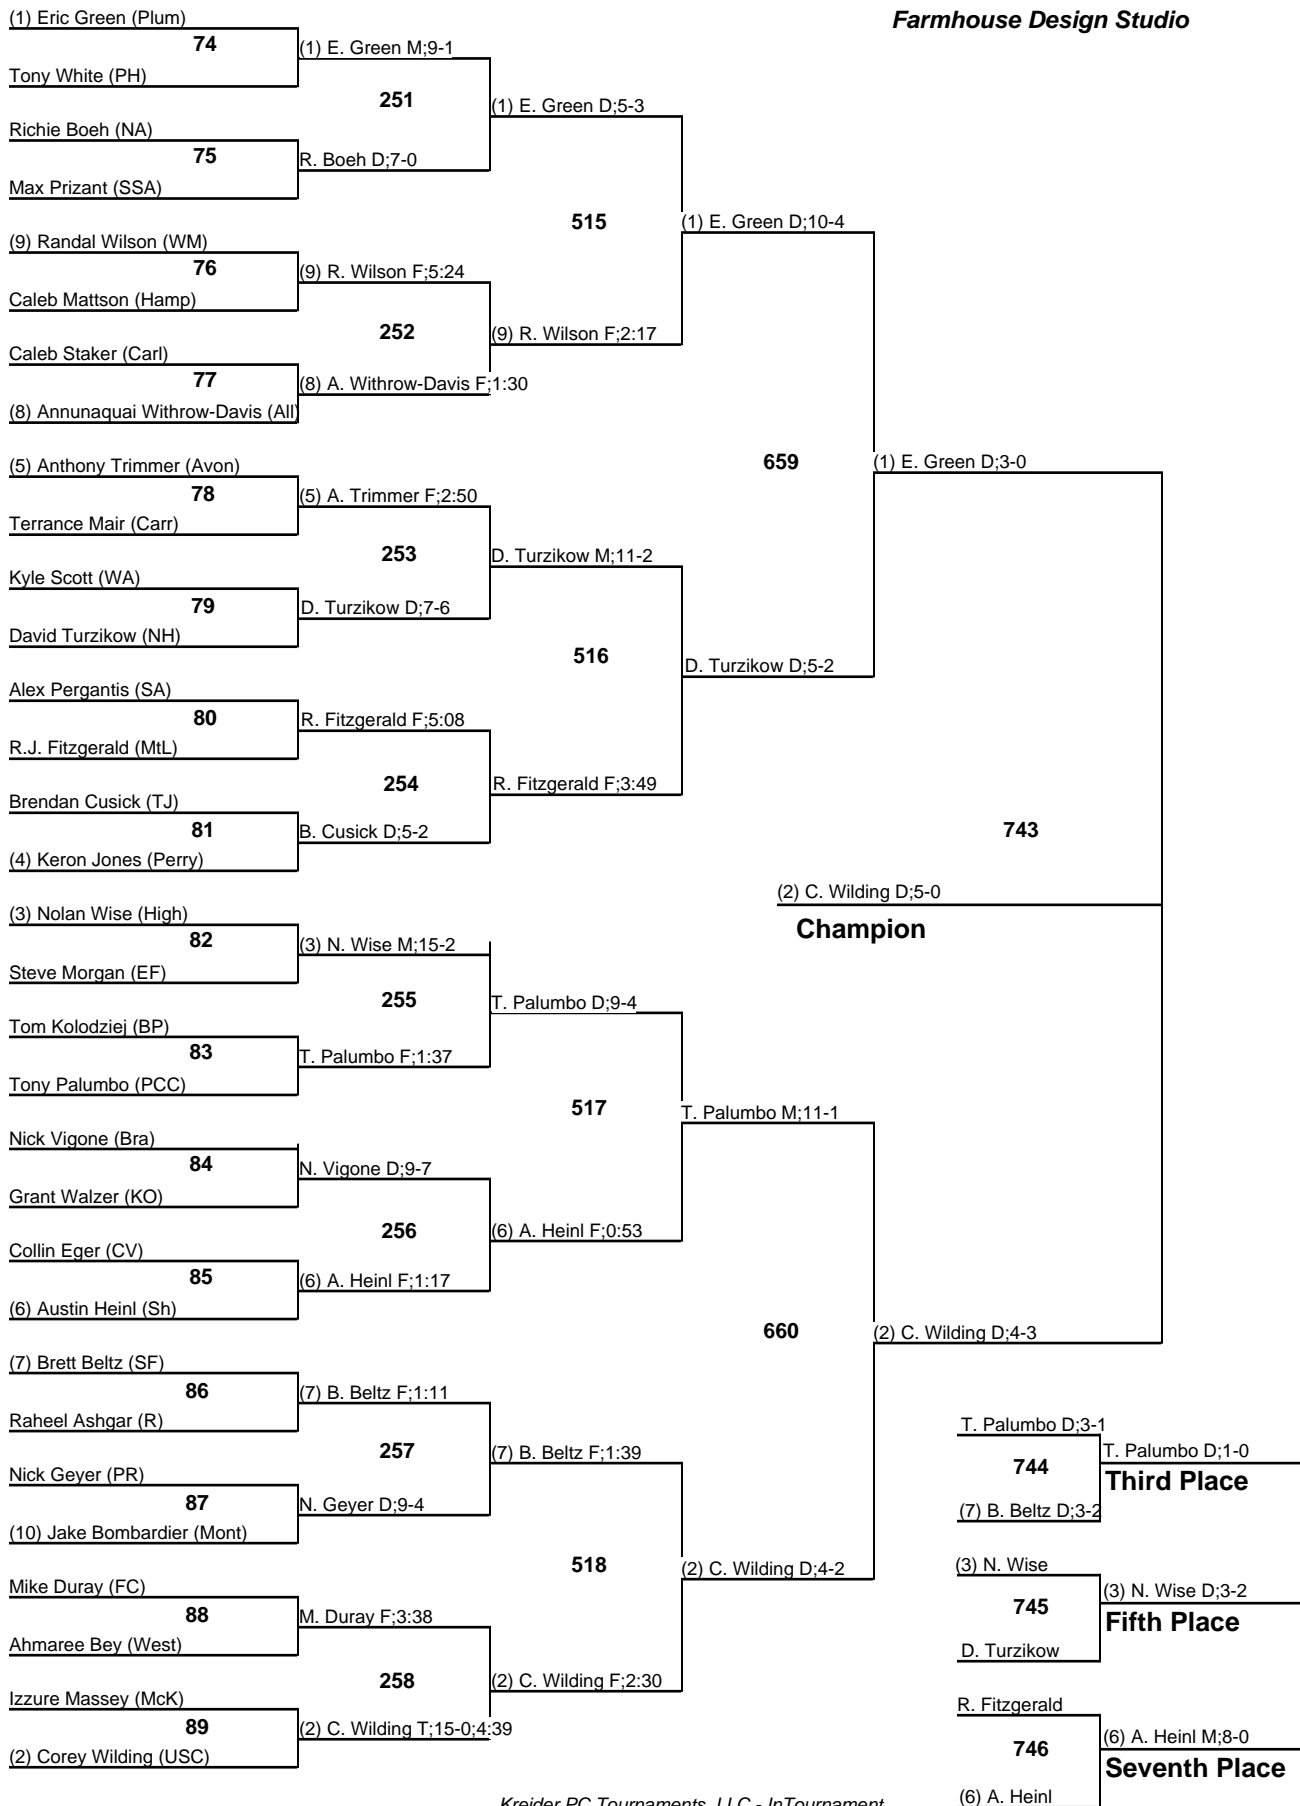 Farmhouse Design Studio
(1) Eric Green (Plum)
74
Tony White (PH)
Richie Boeh (NA)
75
Max Prizant (SSA)
(9) Randal Wilson (WM)
76
Caleb Mattson (Hamp)
Caleb Staker (Carl)
77
(8) Annunaquai Withrow-Davis (All)
(5) Anthony Trimmer (Avon)
78
Terrance Mair (Carr)
Kyle Scott (WA)
79
David Turzikow (NH)
Alex Pergantis (SA)
80
R.J. Fitzgerald (MtL)
Brendan Cusick (TJ)
81
(4) Keron Jones (Perry)
(3) Nolan Wise (High)
82
Steve Morgan (EF)
Tom Kolodziej (BP)
83
Tony Palumbo (PCC)
Nick Vigone (Bra)
84
Grant Walzer (KO)
Collin Eger (CV)
85
(6) Austin Heinl (Sh)
(7) Brett Beltz (SF)
86
Raheel Ashgar (R)
Nick Geyer (PR)
87
(10) Jake Bombardier (Mont)
Mike Duray (FC)
88
Ahmaree Bey (West)
Izzure Massey (McK)
89
(2) Corey Wilding (USC)
(1) E. Green M;9-1
251
R. Boeh D;7-0
(9) R. Wilson F;5:24
252
(8) A. Withrow-Davis F;1:30
(5) A. Trimmer F;2:50
253
D. Turzikow D;7-6
R. Fitzgerald F;5:08
254
B. Cusick D;5-2
(3) N. Wise M;15-2
255
T. Palumbo F;1:37
N. Vigone D;9-7
256
(6) A. Heinl F;1:17
(7) B. Beltz F;1:11
257
N. Geyer D;9-4
M. Duray F;3:38
258
(2) C. Wilding T;15-0;4:39
(1) E. Green D;5-3
515
(9) R. Wilson F;2:17
D. Turzikow M;11-2
516
R. Fitzgerald F;3:49
T. Palumbo D;9-4
517
(6) A. Heinl F;0:53
(7) B. Beltz F;1:39
518
(2) C. Wilding F;2:30
(1) E. Green D;10-4
659
D. Turzikow D;5-2
T. Palumbo M;11-1
660
(2) C. Wilding D;4-2
(1) E. Green D;3-0
743
(2) C. Wilding D;4-3
(2) C. Wilding D;5-0
Champion
T. Palumbo D;3-1
744
(7) B. Beltz D;3-2
T. Palumbo D;1-0
Third Place
(3) N. Wise
745
D. Turzikow
(3) N. Wise D;3-2
Fifth Place
R. Fitzgerald
746
(6) A. Heinl
(6) A. Heinl M;8-0
Seventh Place
Kreider PC Tournaments, LLC - InTournament